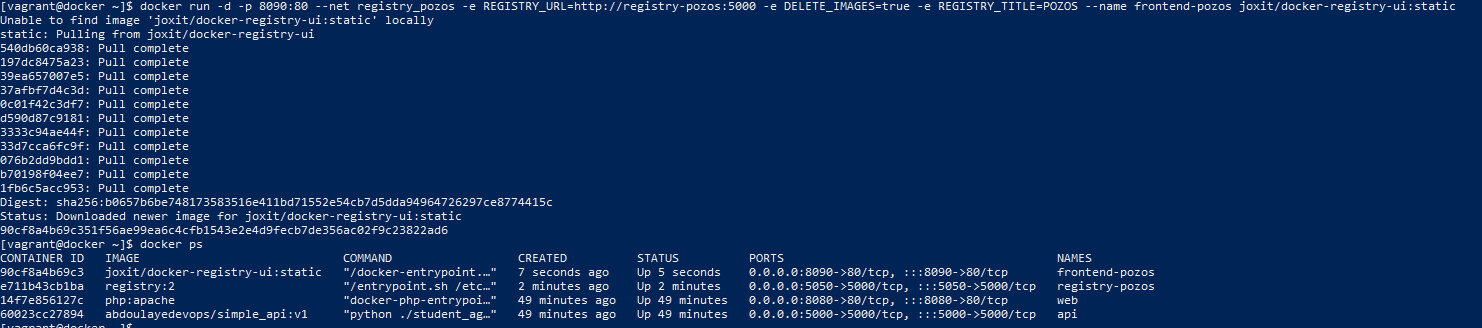 [vagrant@docker ~]$ docker run -d -p 8090:80 --net registry_pozos -e REGISTRY_URL=http://registry-pozos:5000 -e DELETE_IMAGES=true -e REGISTRY_TITLE=POZOS --name frontend-pozos joxit/docker-registry-ui:static
Unable to find image 'joxit/docker-registry-ui:static' locally
static: Pulling from joxit/docker-registry-ui
540db60ca938: Pull complete
197dc8475a23: Pull complete
39ea657007e5: Pull complete
37afbf7d4c3d: Pull complete
0c01f42c3df7: Pull complete
d590d87c9181: Pull complete
3333c94ae44f: Pull complete
33d7cca6fc9f: Pull complete
076b2dd9bdd1: Pull complete
b70198f04ee7: Pull complete
1fb6c5acc953: Pull complete
Digest: sha256:b0657b6be748173583516e411bd71552e54cb7d5dda94964726297ce8774415c
Status: Downloaded newer image for joxit/docker-registry-ui:static
90cf8a4b69c351f56ae99ea6c4cfb1543e2e4d9fecb7de356ac02f9c23822ad6
[vagrant@docker ~]$ docker ps
CONTAINER ID   IMAGE                             COMMAND                  CREATED          STATUS          PORTS                                       NAMES
90cf8a4b69c3   joxit/docker-registry-ui:static   "/docker-entrypoint.…"   7 seconds ago    Up 5 seconds    0.0.0.0:8090->80/tcp, :::8090->80/tcp       frontend-pozos
e711b43cb1ba   registry:2                        "/entrypoint.sh /etc…"   2 minutes ago    Up 2 minutes    0.0.0.0:5050->5000/tcp, :::5050->5000/tcp   registry-pozos
14f7e856127c   php:apache                        "docker-php-entrypoi…"   49 minutes ago   Up 49 minutes   0.0.0.0:8080->80/tcp, :::8080->80/tcp       web
60023cc27894   abdoulayedevops/simple_api:v1     "python ./student_ag…"   49 minutes ago   Up 49 minutes   0.0.0.0:5000->5000/tcp, :::5000->5000/tcp   api
[vagrant@docker ~]$